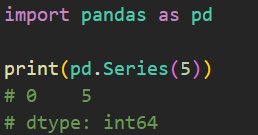 import pandas as pd
print(pd.Series(5))
# 0    5
# dtype: int64